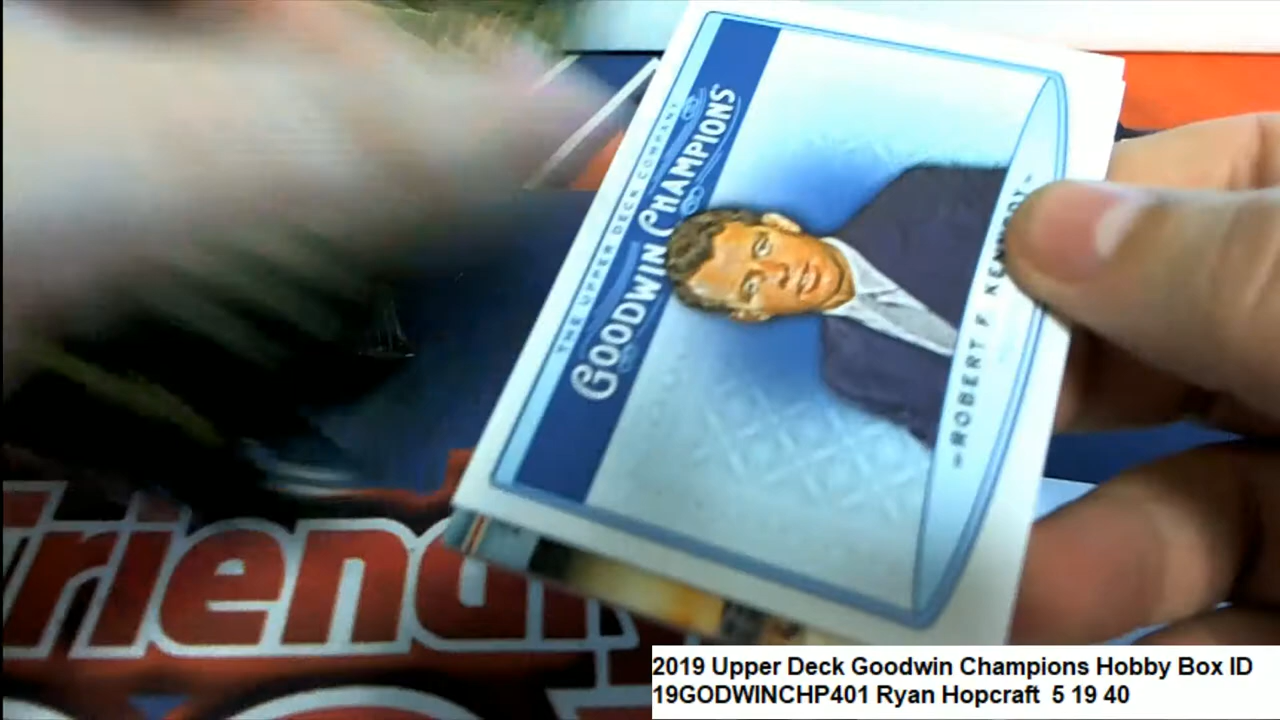 THE UPPER DECK COMPANY
GOODWIN CHAMPIONS
ROBERT F. KENNEDY
Friendly
2019 Upper Deck Goodwin Champions Hobby Box ID
19GODWINCHP401 Ryan Hopcraft 5 19 40